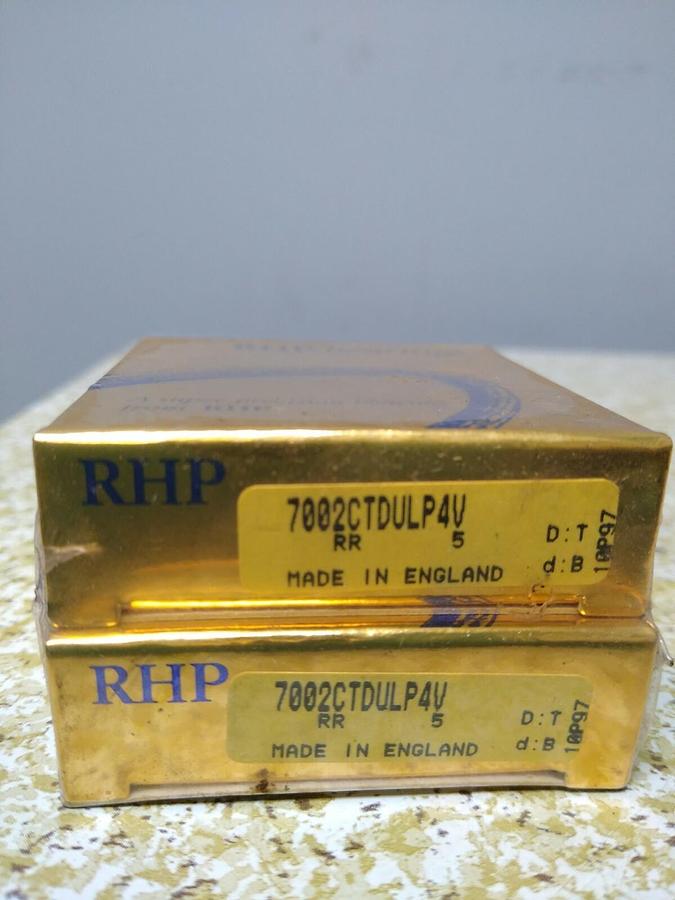 RHP
7002CTDULP4V
RR 5 D:T
MADE IN ENGLAND d:B
10P97
RHP
7002CTDULP4V
RR 5 D:T
MADE IN ENGLAND d:B
10P97